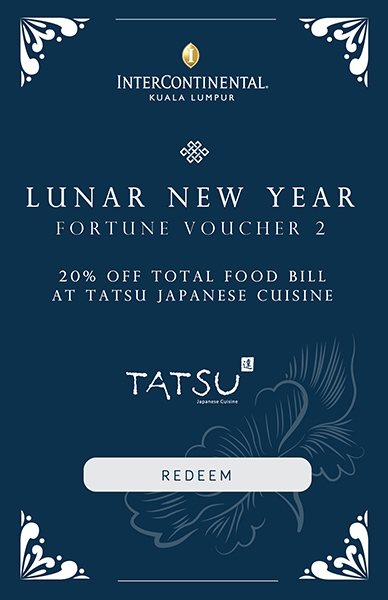 INTERCONTINENTAL.
KUALA LUMPUR
LUNAR NEW YEAR
FORTUNE VOUCHER 2
20% OFF TOTAL FOOD BILL
AT TATSU JAPANESE CUISINE
TATSU
Japanese Cuisine
REDEEM